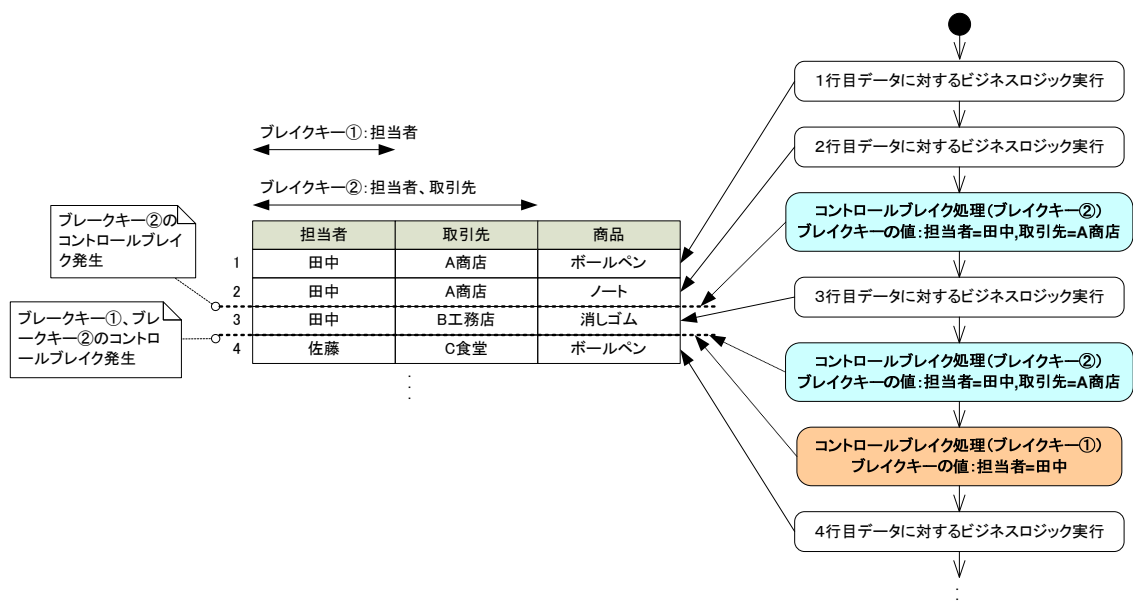 ブレイクキー①：担当者
ブレイクキー②：担当者、取引先
ブレークキー②の
コントロールブレイ
ク発生
ブレークキー①、ブレ
ークキー②のコントロ
ールブレイク発生
担当者 取引先 商品
1 田中 A商店 ボールペン
2 田中 A商店 ノート
3 田中 B工務店 消しゴム
4 佐藤 C食堂 ボールペン
1行目データに対するビジネスロジック実行
2行目データに対するビジネスロジック実行
コントロールブレイク処理（ブレイクキー②）
ブレイクキーの値：担当者=田中,取引先=A商店
3行目データに対するビジネスロジック実行
コントロールブレイク処理（ブレイクキー②）
ブレイクキーの値：担当者=田中,取引先=A商店
コントロールブレイク処理（ブレイクキー①）
ブレイクキーの値：担当者=田中
4行目データに対するビジネスロジック実行